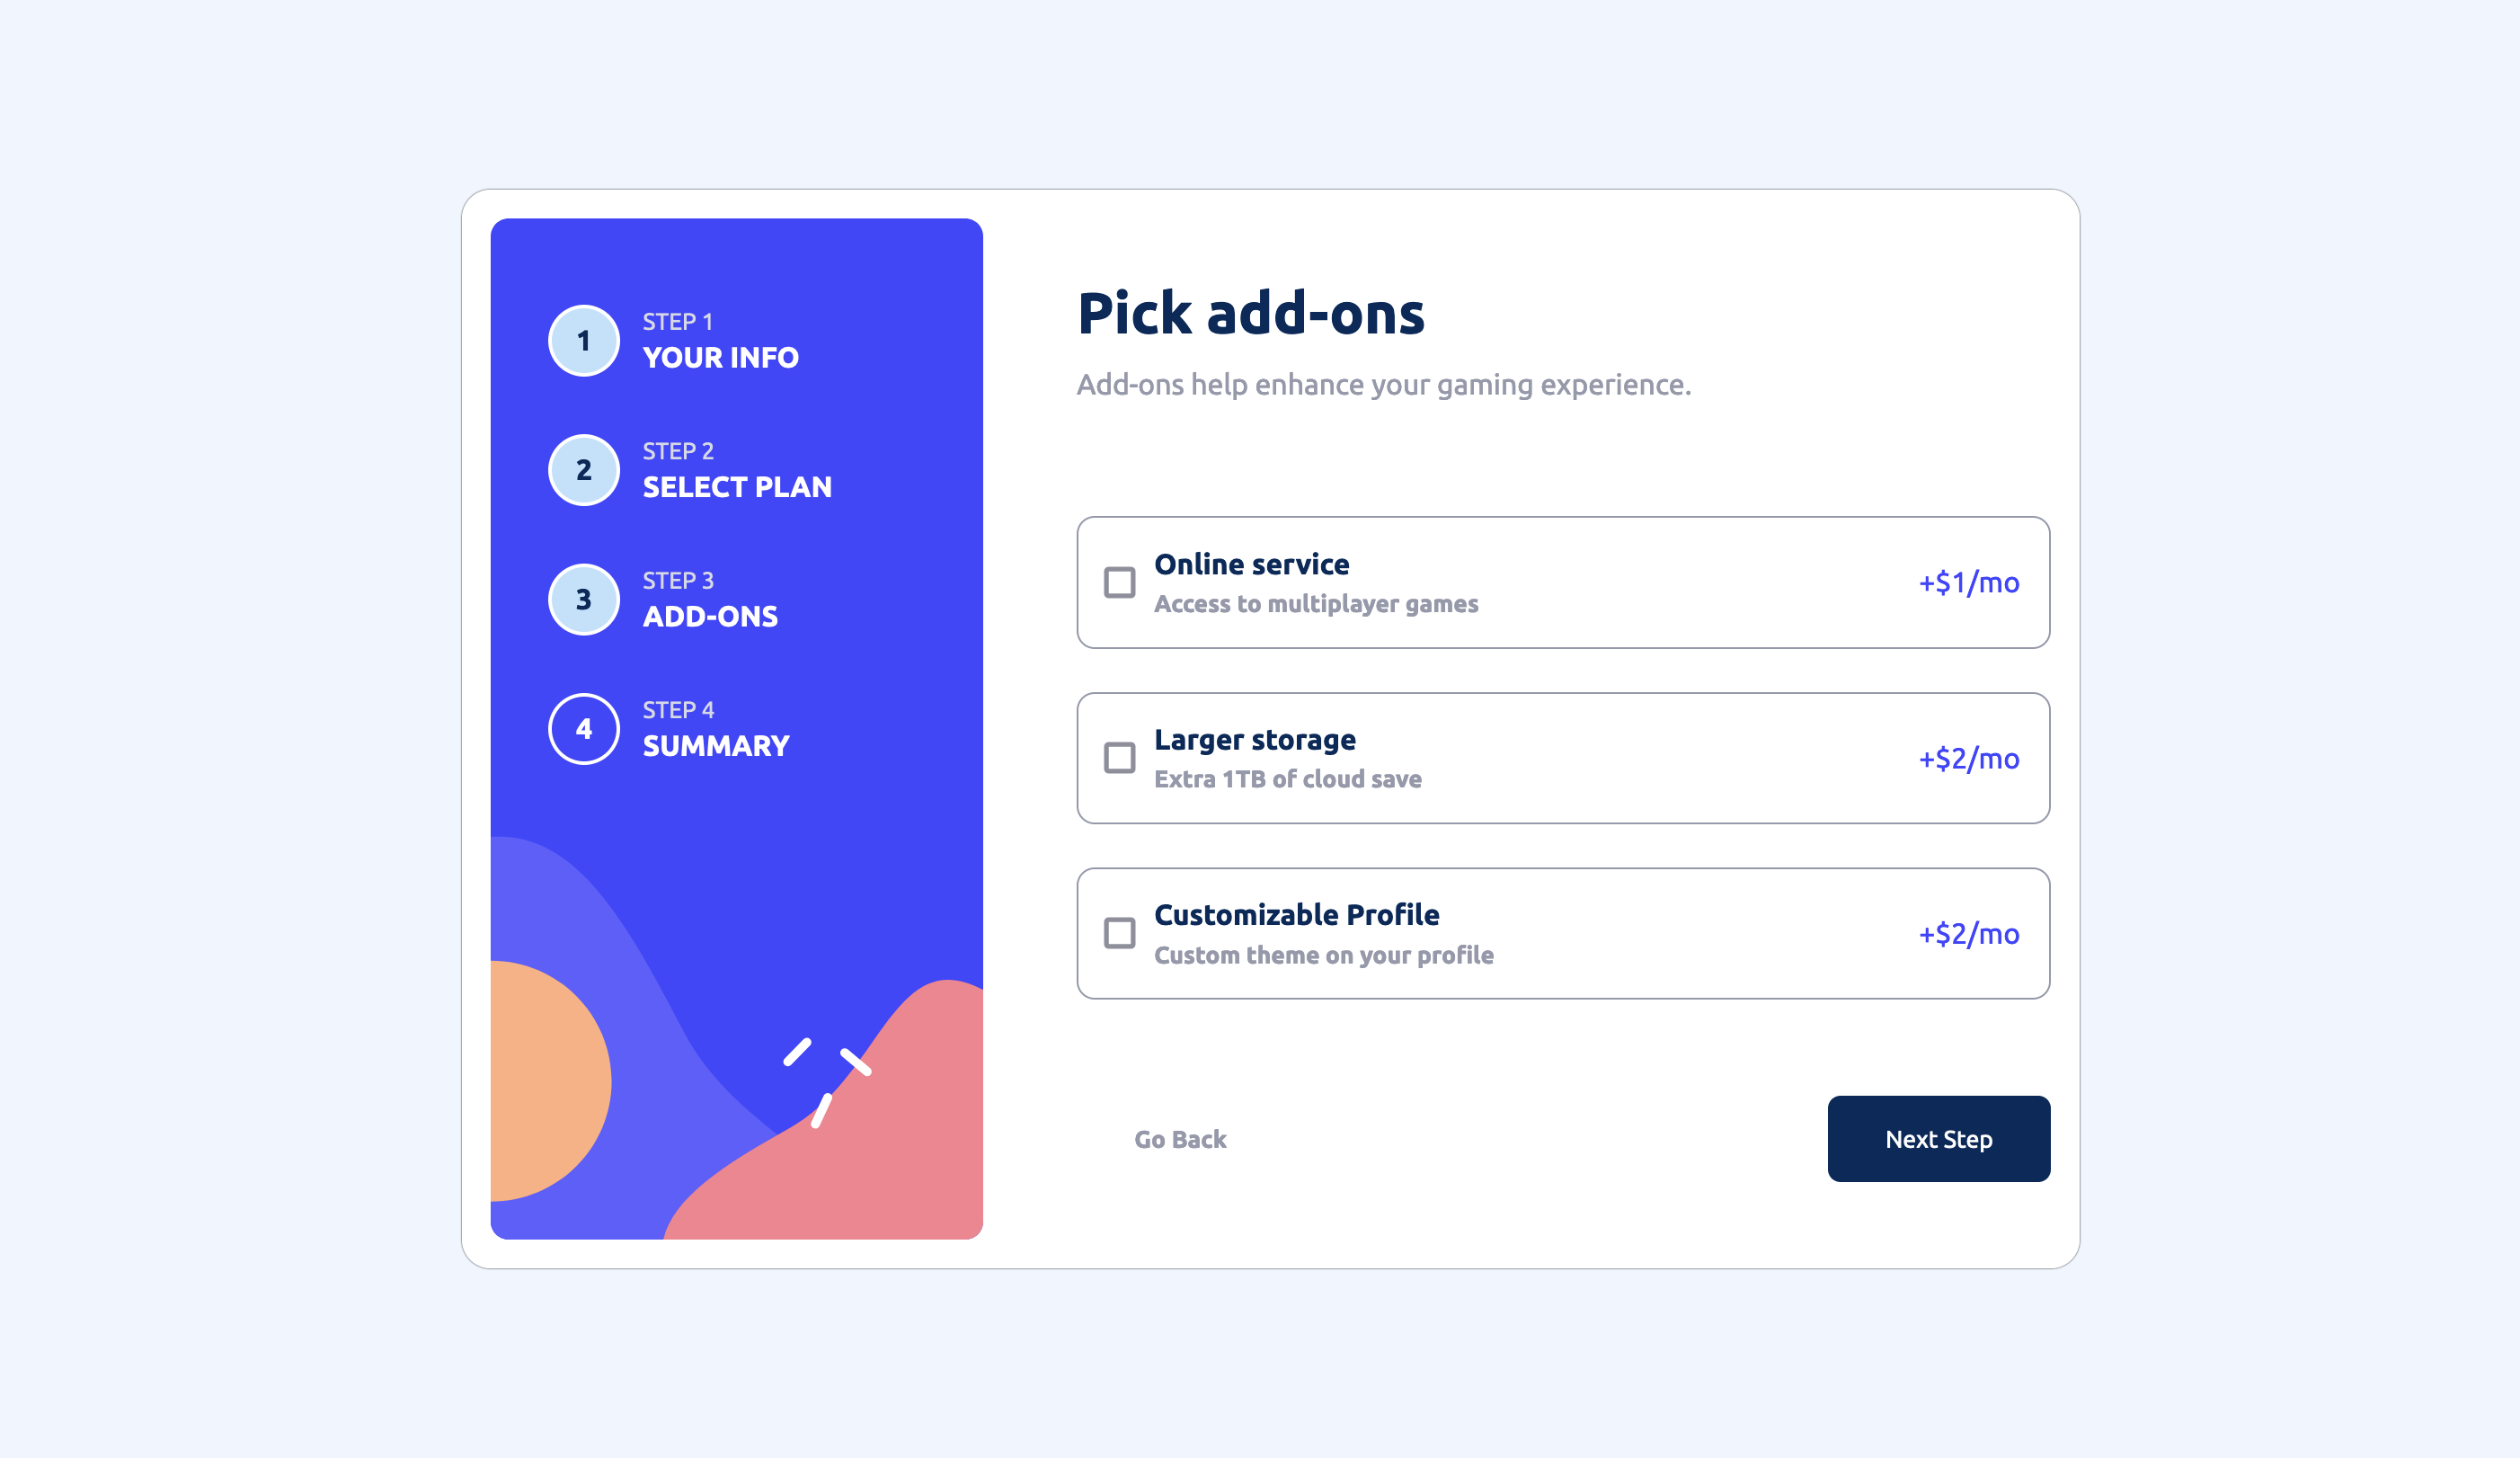 1
STEP 1
YOUR INFO
2
STEP 2
SELECT PLAN
3
STEP 3
ADD-ONS
4
STEP 4
SUMMARY
Pick add-ons
Add-ons help enhance your gaming experience.
Online service
Access to multiplayer games
+$1/mo
Larger storage
Extra 1TB of cloud save
+$2/mo
Customizable Profile
Custom theme on your profile
+$2/mo
Go Back
Next Step